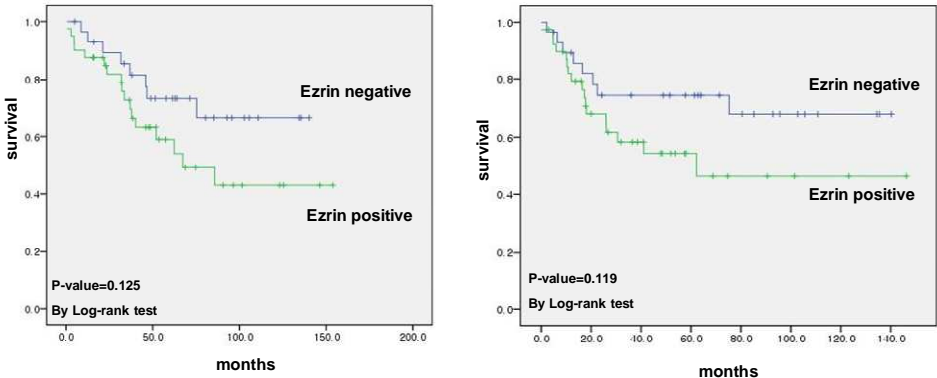 1.0
0.8
0.6
0.4
0.2
0.0
survival
Ezrin negative
Ezrin positive
P-value=0.125
By Log-rank test
0.0 50.0 100.0 150.0 200.0
months
1.0
0.8
0.6
0.4
0.2
0.0
survival
Ezrin negative
Ezrin positive
P-value=0.119
By Log-rank test
0.0 20.0 40.0 60.0 80.0 100.0 120.0 140.0
months